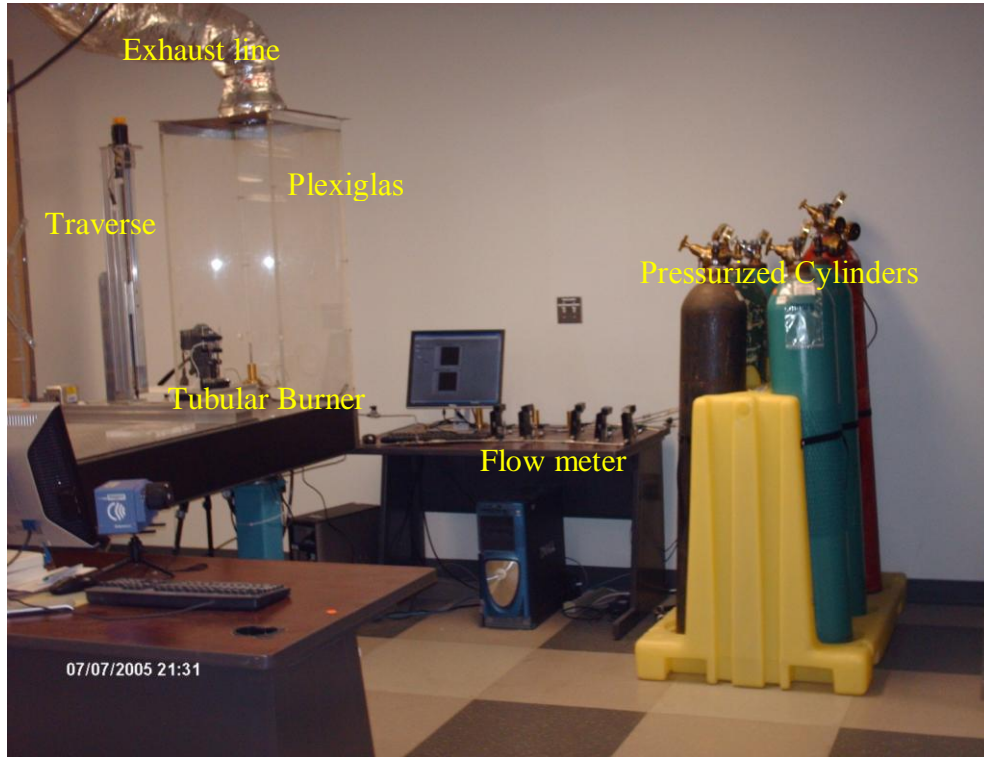 Exhaust line
Plexiglas
Traverse
Pressurized Cylinders
Tubular Burner
Flow meter
07/07/2005 21:31